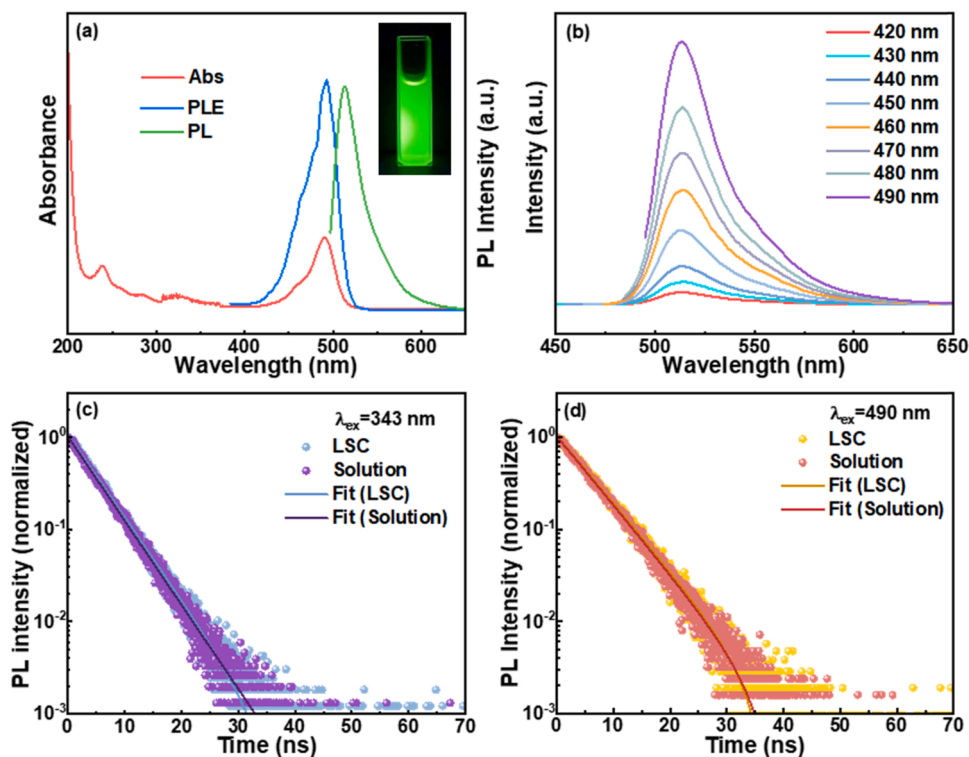 (a)
Abs
PLE
PL
Absorbance
200 300 400 500 600
Wavelength (nm)
PL Intensity (a.u.)
(b)
420 nm
430 nm
440 nm
450 nm
460 nm
470 nm
480 nm
490 nm
Intensity (a.u.)
450 500 550 600 650
Wavelength (nm)
(c)
λex=343 nm
LSC
Solution
Fit (LSC)
Fit (Solution)
PL Intensity (normalized)
10^0
10^-1
10^-2
10^-3
0 10 20 30 40 50 60 70
Time (ns)
(d)
λex=490 nm
LSC
Solution
Fit (LSC)
Fit (Solution)
PL Intensity (normalized)
10^0
10^-1
10^-2
10^-3
0 10 20 30 40 50 60 70
Time (ns)